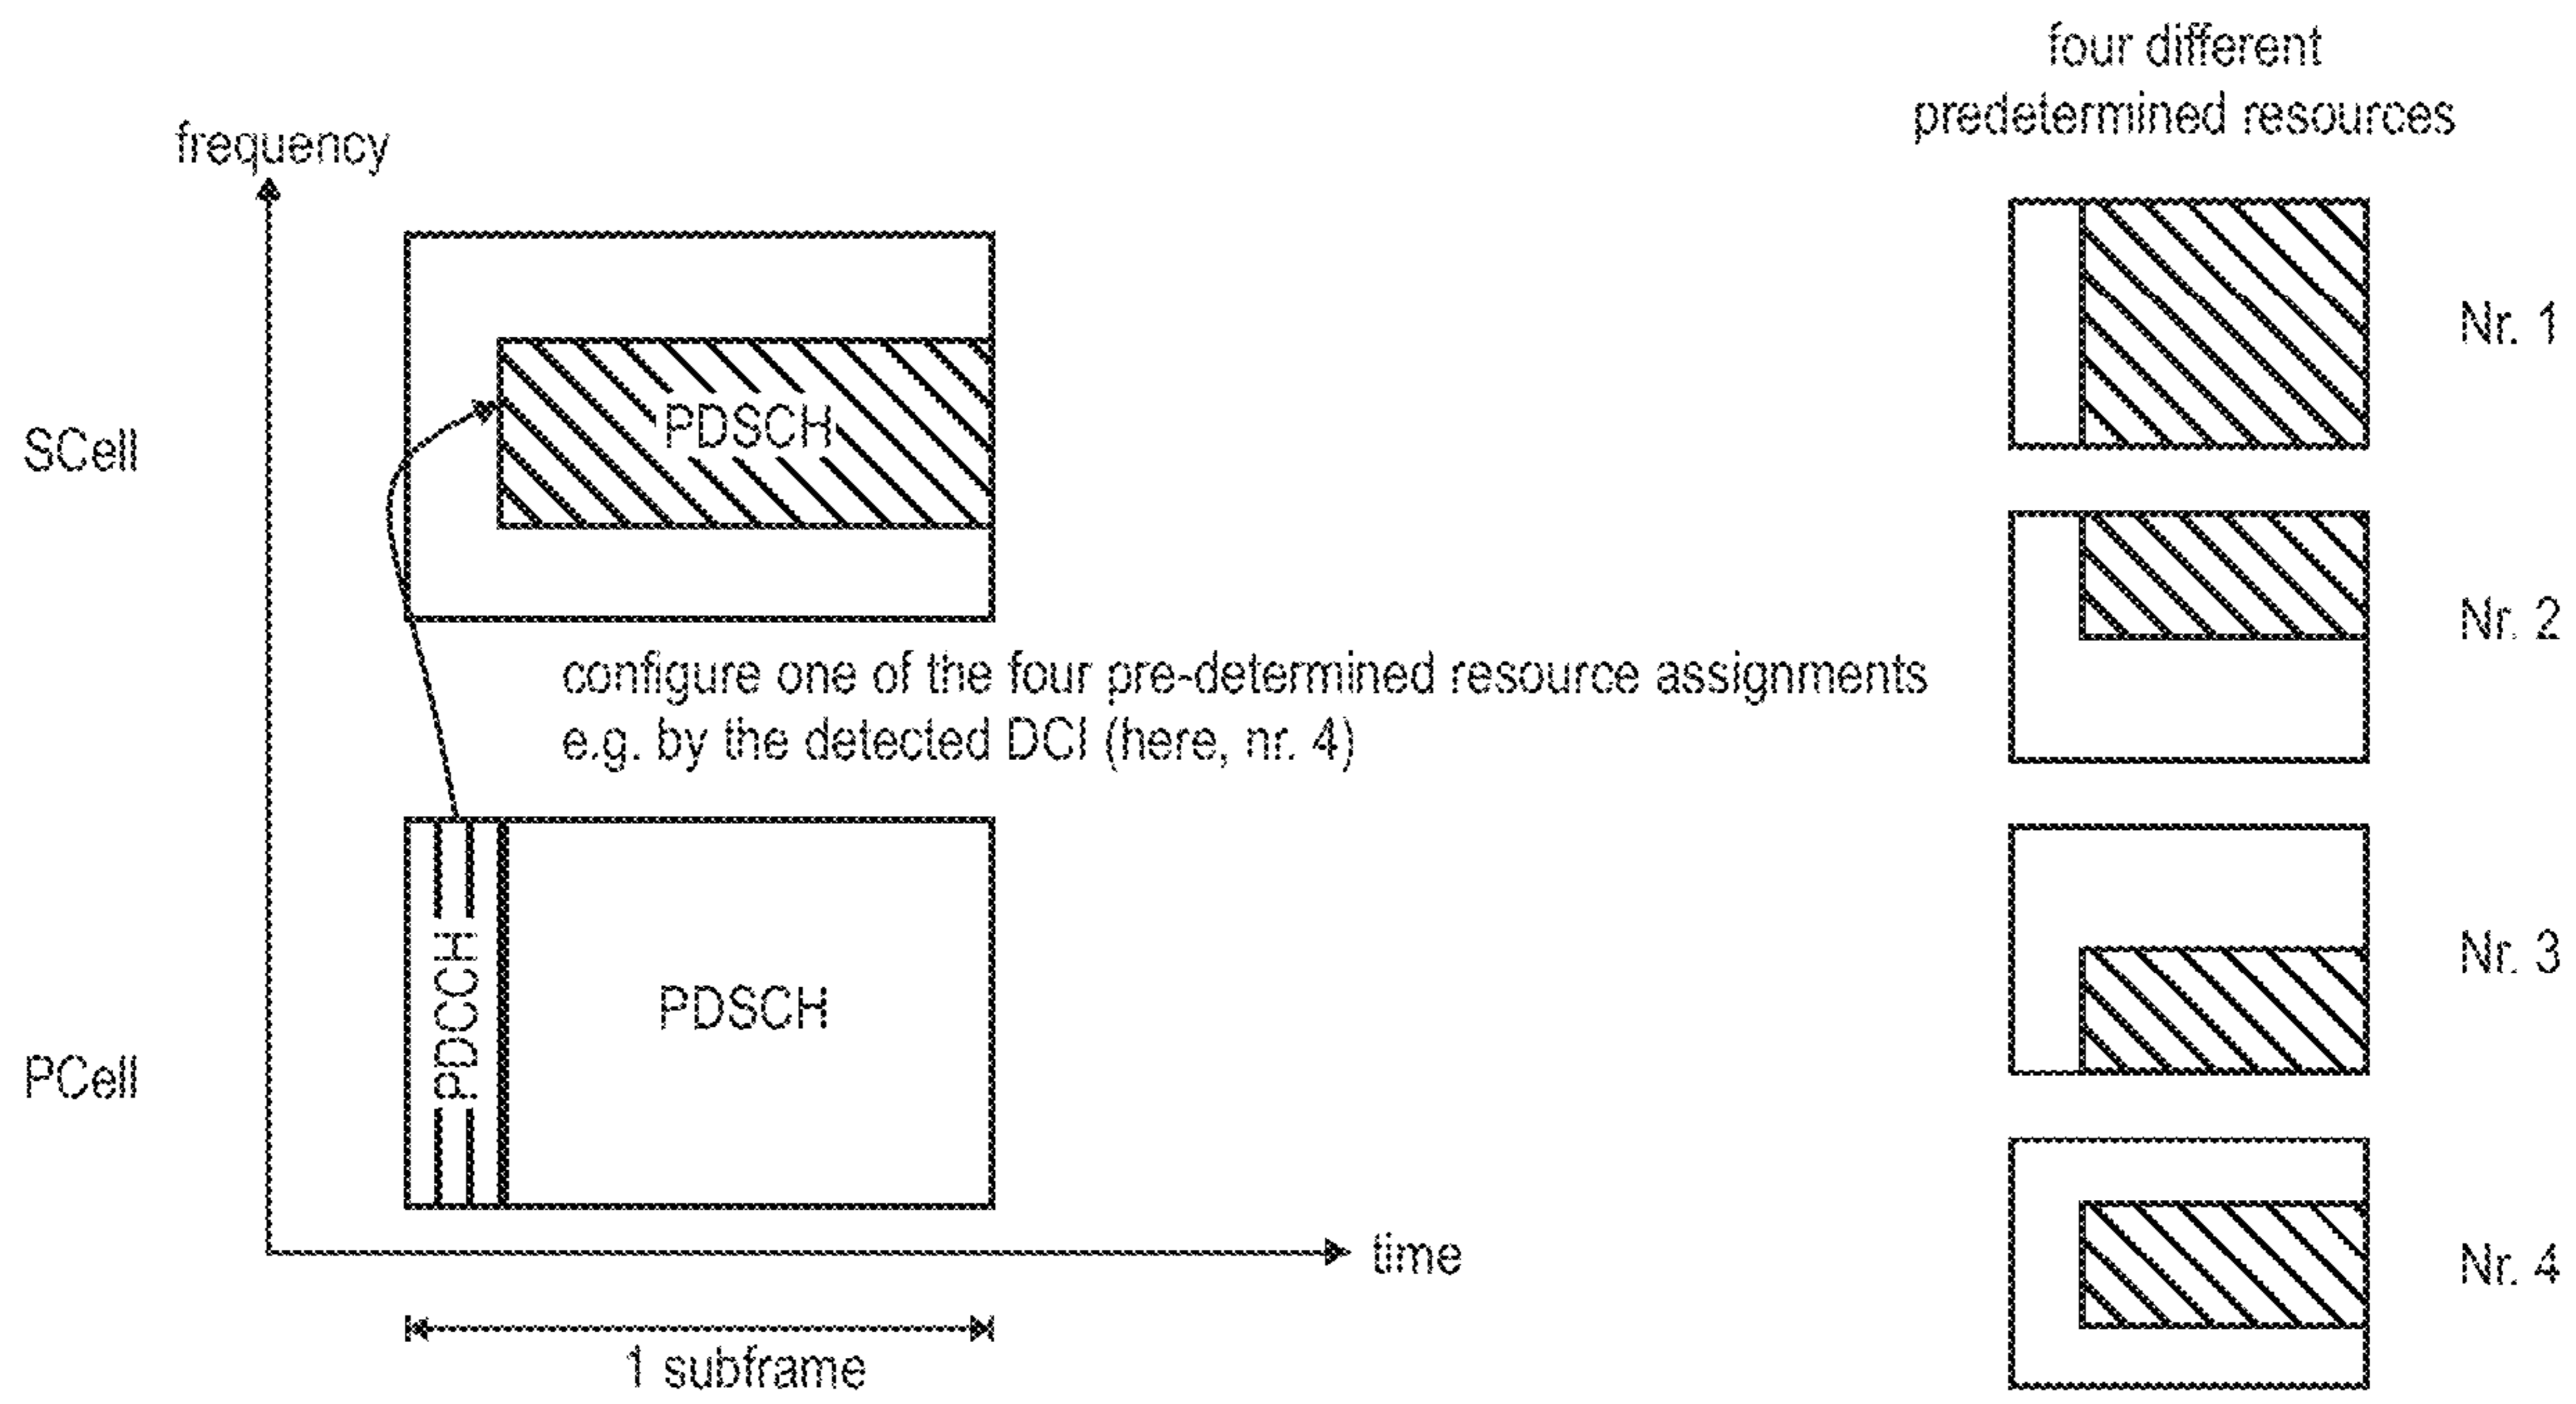 four different
predetermined resources
frequency
Nr. 1
PDSCH
SCell
Nr. 2
configure one of the four pre-determined resource assignments
e.g. by the detected DCI (here, nr. 4)
Nr. 3
PDCCH
PDSCH
PCell
Nr. 4
time
1 subframe